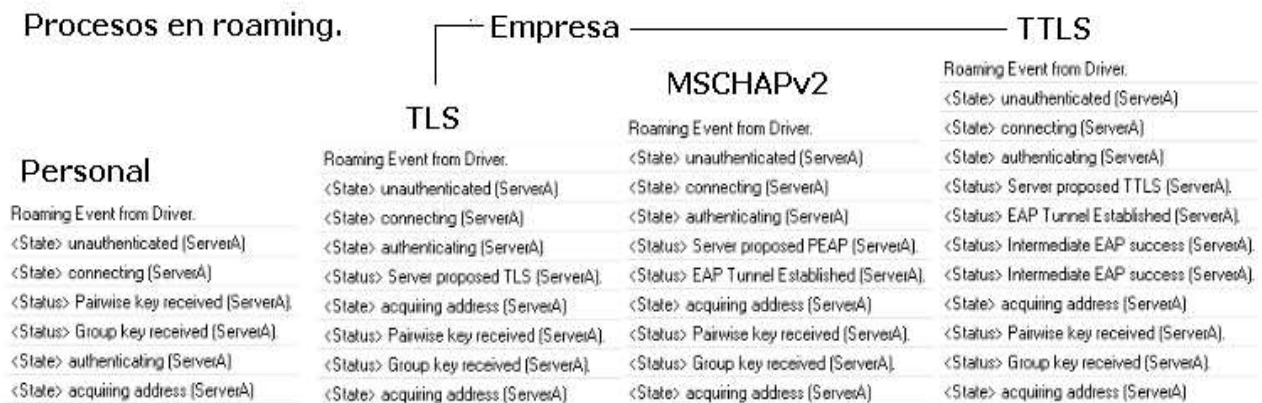 Procesos en roaming.
Empresa
TTLS
MSCHAPv2
TLS
Personal
Roaming Event from Driver.
<State> unauthenticated (ServerA)
<State> connecting (ServerA)
<Status> Pairwise key received (ServerA).
<Status> Group key received (ServerA).
<State> authenticating (ServerA)
<State> acquiring address (ServerA)
Roaming Event from Driver.
<State> unauthenticated (ServerA)
<State> connecting (ServerA)
<State> authenticating (ServerA)
<Status> Server proposed TLS (ServerA).
<State> acquiring address (ServerA)
<Status> Pairwise key received (ServerA).
<Status> Group key received (ServerA).
<State> acquiring address (ServerA)
Roaming Event from Driver.
<State> unauthenticated (ServerA)
<State> connecting (ServerA)
<State> authenticating (ServerA)
<Status> Server proposed PEAP (ServerA).
<Status> EAP Tunnel Established (ServerA).
<State> acquiring address (ServerA)
<Status> Pairwise key received (ServerA).
<Status> Group key received (ServerA).
<State> acquiring address (ServerA)
Roaming Event from Driver.
<State> unauthenticated (ServerA)
<State> connecting (ServerA)
<State> authenticating (ServerA)
<Status> Server proposed TTLS (ServerA).
<Status> EAP Tunnel Established (ServerA).
<Status> Intermediate EAP success (ServerA).
<Status> Intermediate EAP success (ServerA).
<State> acquiring address (ServerA)
<Status> Pairwise key received (ServerA).
<Status> Group key received (ServerA).
<State> acquiring address (ServerA)